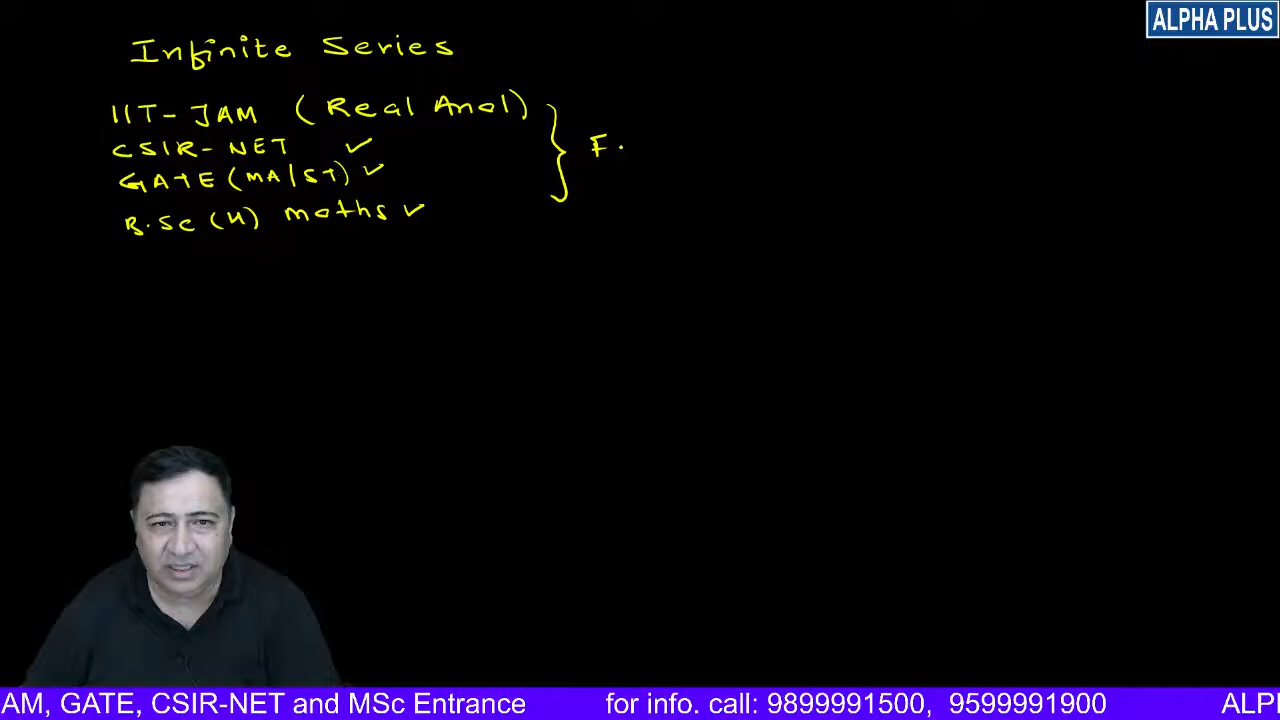 ALPHA PLUS
Infinite Series
IIT-JAM (Real Anal)
CSIR-NET ✓
GATE (MA/ST) ✓
B.Sc (H) maths ✓
F.
AM, GATE, CSIR-NET and MSc Entrance for info. call: 9899991500, 9599991900 ALPI